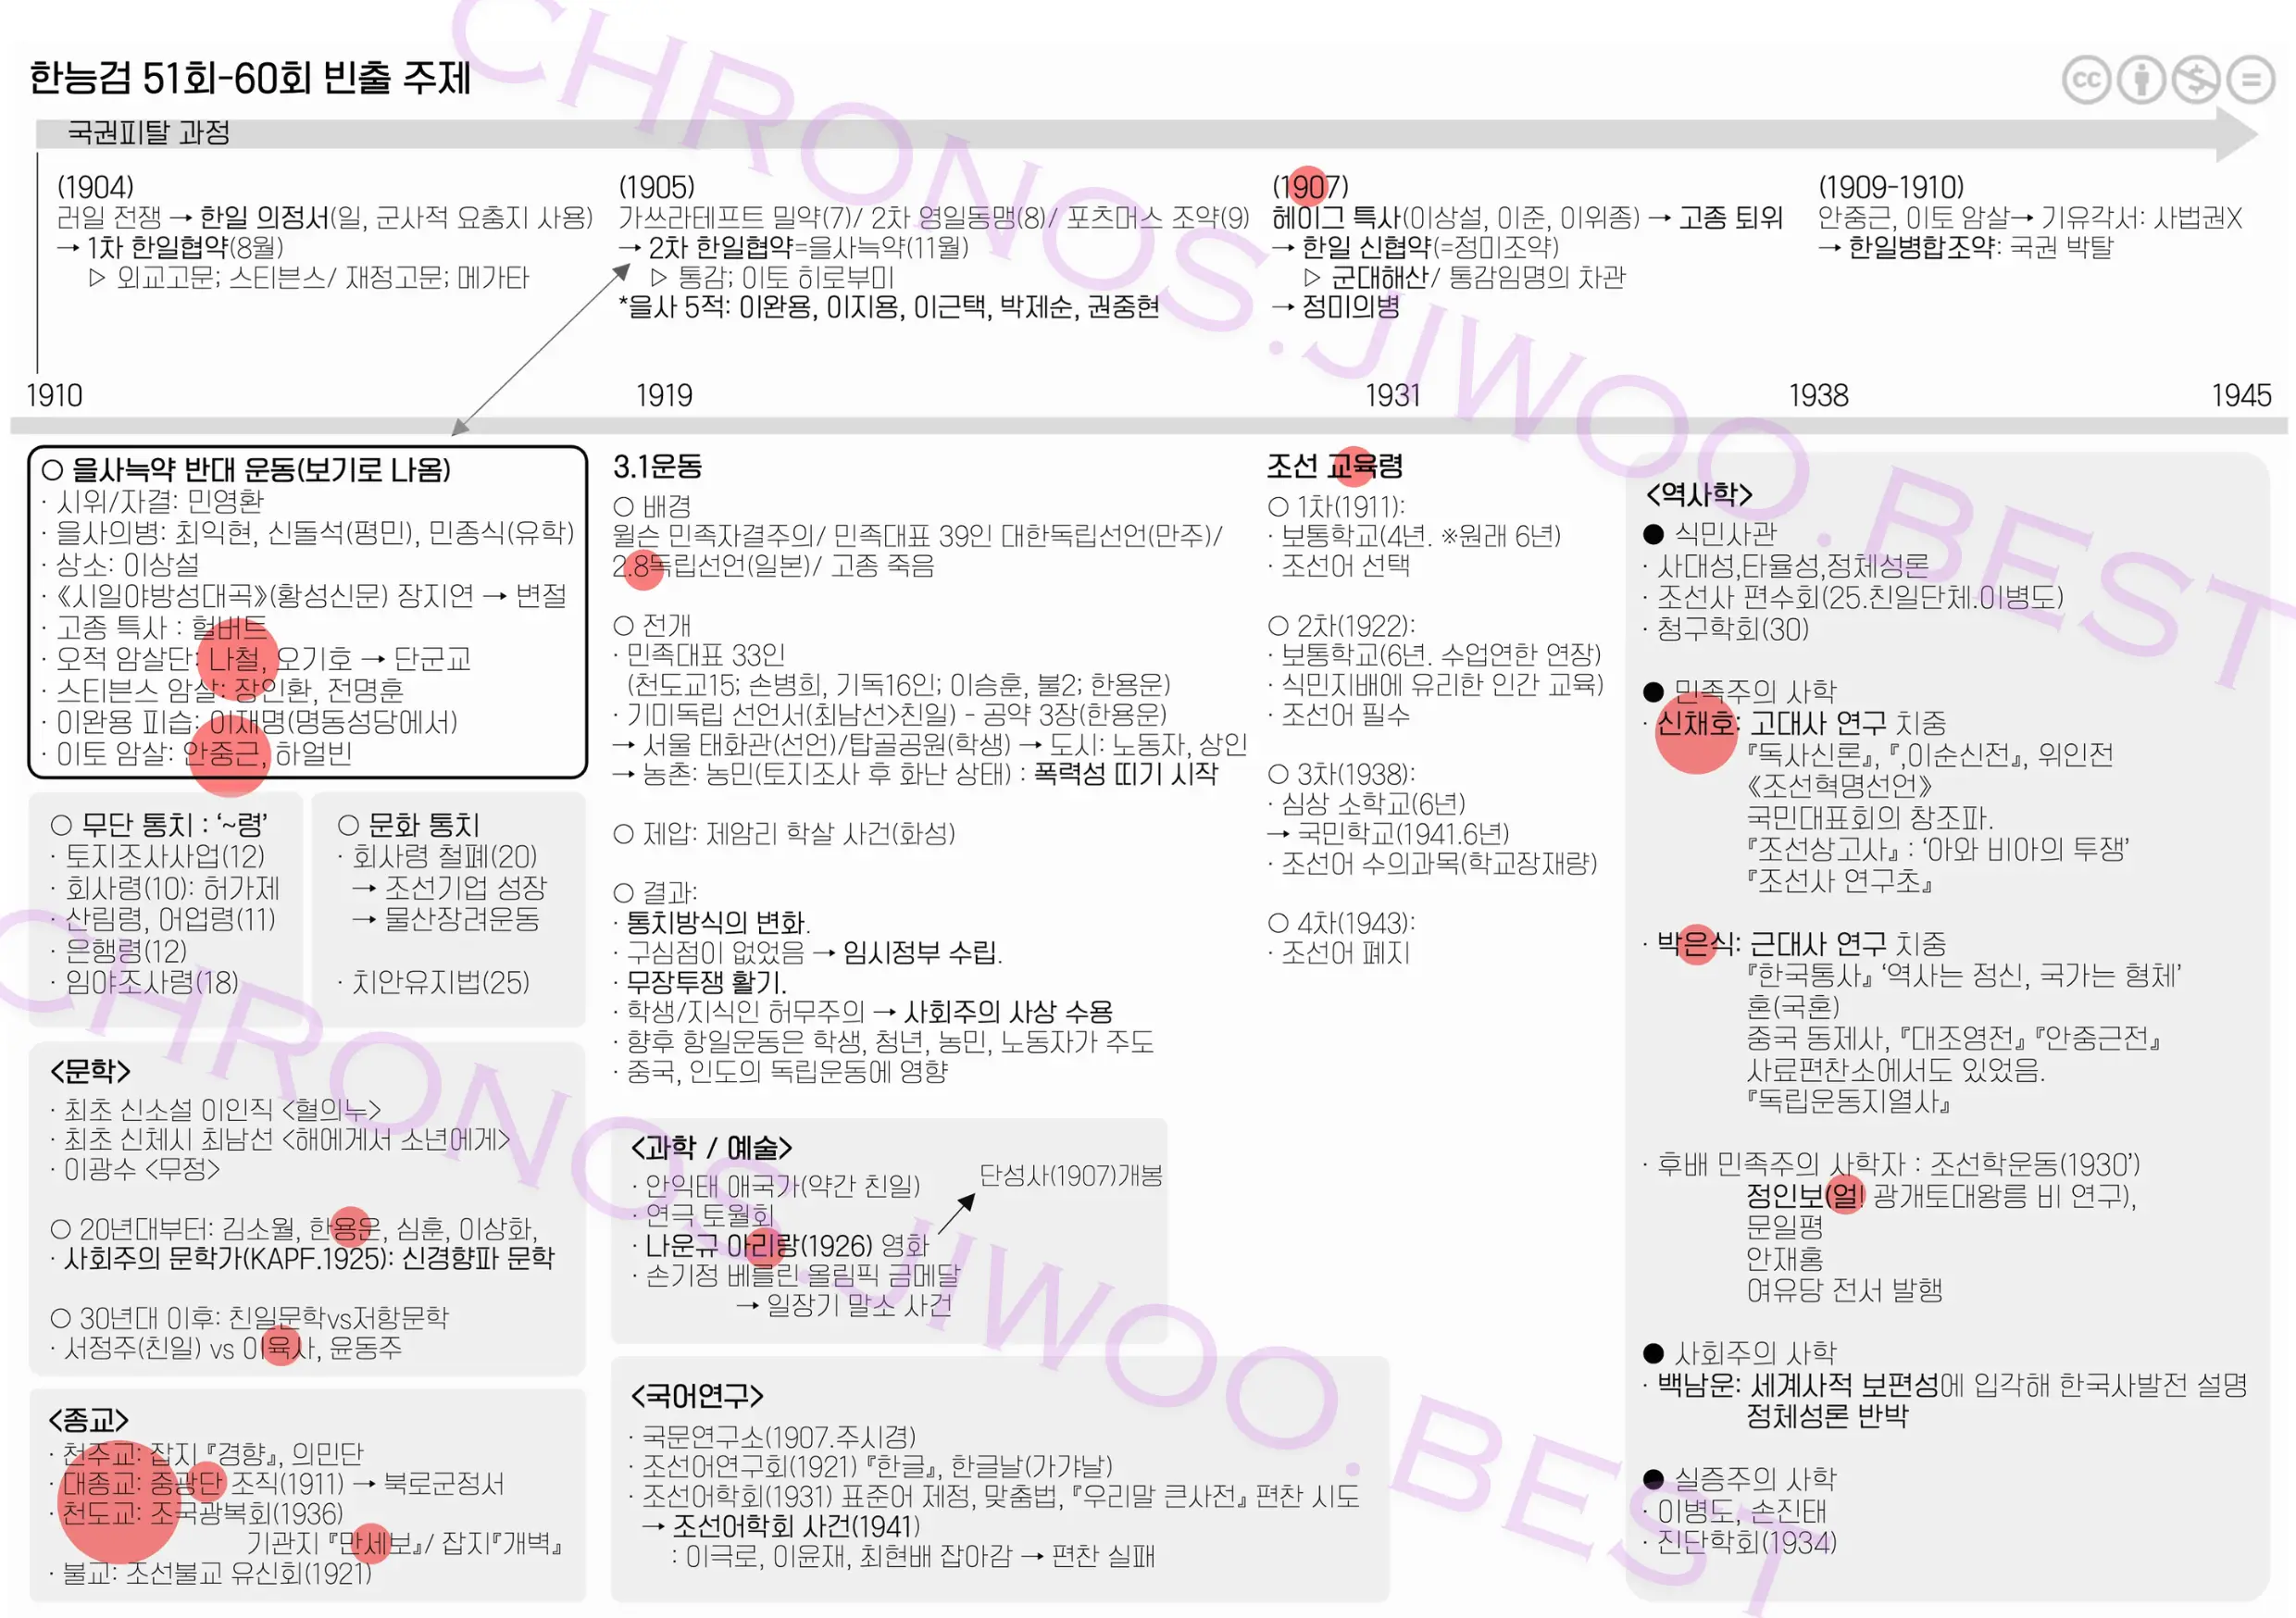 한능검 51회-60회 빈출 주제
국권피탈 과정
(1904)
러일 전쟁 → 한일 의정서(일, 군사적 요충지 사용)
→ 1차 한일협약(8월)
▷ 외교고문; 스티븐스/ 재정고문; 메가타
(1905)
가쓰라테프트 밀약(7)/ 2차 영일동맹(8)/ 포츠머스 조약(9)
→ 2차 한일협약=을사늑약(11월)
▷ 통감; 이토 히로부미
*을사 5적: 이완용, 이지용, 이근택, 박제순, 권중현
(1907)
헤이그 특사(이상설, 이준, 이위종) → 고종 퇴위
→ 한일 신협약(=정미조약)
▷ 군대해산/ 통감임명의 차관
→ 정미의병
(1909-1910)
안중근, 이토 암살→ 기유각서: 사법권X
→ 한일병합조약: 국권 박탈
1910 1919 1931 1938 1945
○ 을사늑약 반대 운동(보기로 나옴)
· 시위/자결: 민영환
· 을사의병: 최익현, 신돌석(평민), 민종식(유학)
· 상소: 이상설
· 《시일야방성대곡》(황성신문) 장지연 → 변절
· 고종 특사 : 헐버트
· 오적 암살단: 나철, 오기호 → 단군교
· 스티븐스 암살: 장인환, 전명훈
· 이완용 피습: 이재명(명동성당에서)
· 이토 암살: 안중근, 하얼빈
○ 무단 통치 : ‘~령’
· 토지조사사업(12)
· 회사령(10): 허가제
· 산림령, 어업령(11)
· 은행령(12)
· 임야조사령(18)
○ 문화 통치
· 회사령 철폐(20)
→ 조선기업 성장
→ 물산장려운동
· 치안유지법(25)
<문학>
· 최초 신소설 이인직 <혈의누>
· 최초 신체시 최남선 <해에게서 소년에게>
· 이광수 <무정>
○ 20년대부터: 김소월, 한용운, 심훈, 이상화,
· 사회주의 문학가(KAPF.1925): 신경향파 문학
○ 30년대 이후: 친일문학vs저항문학
· 서정주(친일) vs 이육사, 윤동주
<종교>
· 천주교: 잡지 『경향』, 의민단
· 대종교: 중광단 조직(1911) → 북로군정서
· 천도교: 조국광복회(1936)
기관지 『만세보』/ 잡지『개벽』
· 불교: 조선불교 유신회(1921)
3.1운동
○ 배경
윌슨 민족자결주의/ 민족대표 39인 대한독립선언(만주)/
2.8독립선언(일본)/ 고종 죽음
○ 전개
· 민족대표 33인
(천도교15; 손병희, 기독16인; 이승훈, 불2; 한용운)
· 기미독립 선언서(최남선>친일) - 공약 3장(한용운)
→ 서울 태화관(선언)/탑골공원(학생) → 도시: 노동자, 상인
→ 농촌: 농민(토지조사 후 화난 상태) : 폭력성 띠기 시작
○ 제압: 제암리 학살 사건(화성)
○ 결과:
· 통치방식의 변화.
· 구심점이 없었음 → 임시정부 수립.
· 무장투쟁 활기.
· 학생/지식인 허무주의 → 사회주의 사상 수용
· 향후 항일운동은 학생, 청년, 농민, 노동자가 주도
· 중국, 인도의 독립운동에 영향
<과학 / 예술>
· 안익태 애국가(약간 친일)
· 연극 토월회
· 나운규 아리랑(1926) 영화
· 손기정 베를린 올림픽 금메달
→ 일장기 말소 사건
단성사(1907)개봉
<국어연구>
· 국문연구소(1907.주시경)
· 조선어연구회(1921) 『한글』, 한글날(가갸날)
· 조선어학회(1931) 표준어 제정, 맞춤법, 『우리말 큰사전』 편찬 시도
→ 조선어학회 사건(1941)
: 이극로, 이윤재, 최현배 잡아감 → 편찬 실패
조선 교육령
○ 1차(1911):
· 보통학교(4년. ※원래 6년)
· 조선어 선택
○ 2차(1922):
· 보통학교(6년. 수업연한 연장)
· 식민지배에 유리한 인간 교육)
· 조선어 필수
○ 3차(1938):
· 심상 소학교(6년)
→ 국민학교(1941.6년)
· 조선어 수의과목(학교장재량)
○ 4차(1943):
· 조선어 폐지
<역사학>
● 식민사관
· 사대성,타율성,정체성론
· 조선사 편수회(25.친일단체.이병도)
· 청구학회(30)
● 민족주의 사학
· 신채호: 고대사 연구 치중
『독사신론』, 『,이순신전』, 위인전
《조선혁명선언》
국민대표회의 창조파.
『조선상고사』 : ‘아와 비아의 투쟁’
『조선사 연구초』
· 박은식: 근대사 연구 치중
『한국통사』 ‘역사는 정신, 국가는 형체’
혼(국혼)
중국 동제사, 『대조영전』 『안중근전』
사료편찬소에서도 있었음.
『독립운동지열사』
· 후배 민족주의 사학자 : 조선학운동(1930’)
정인보(얼! 광개토대왕릉 비 연구),
문일평
안재홍
여유당 전서 발행
● 사회주의 사학
· 백남운: 세계사적 보편성에 입각해 한국사발전 설명
정체성론 반박
● 실증주의 사학
· 이병도, 손진태
· 진단학회(1934)
CHRONOS.JIWOO.BEST
CHRONOS.JIWOO.BEST